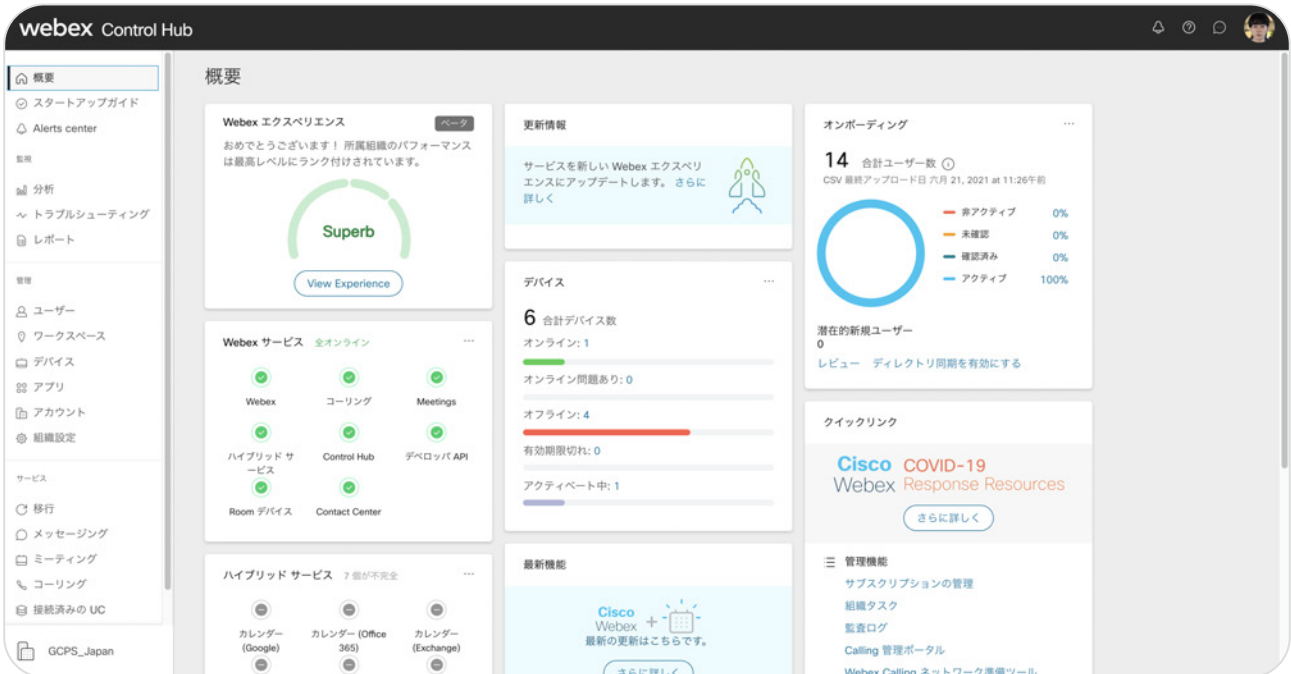 webex Control Hub
概要
スタートアップガイド
Alerts center
監視
分析
トラブルシューティング
レポート
管理
ユーザー
ワークスペース
デバイス
アプリ
アカウント
組織設定
サービス
移行
メッセージング
ミーティング
コーリング
接続済みの UC
GCPS_Japan
概要
Webex エクスペリエンス
ベータ
おめでとうございます！ 所属組織のパフォーマンス
は最高レベルにランク付けされています。
Superb
View Experience
Webex サービス 全オンライン
Webex
コーリング
Meetings
ハイブリッド サ
ービス
Control Hub
デベロッパ API
Room デバイス
Contact Center
ハイブリッド サービス 7 個が不完全
カレンダー
(Google)
カレンダー (Office
365)
カレンダー
(Exchange)
更新情報
サービスを新しい Webex エクスペリ
エンスにアップデートします。 さらに
詳しく
デバイス
6 合計デバイス数
オンライン: 1
オンライン問題あり: 0
オフライン: 4
有効期限切れ: 0
アクティベート中: 1
最新機能
Cisco
Webex +
最新の更新はこちらです。
さらに詳しく
オンボーディング
14 合計ユーザー数
CSV 最終アップロード日 六月 21, 2021 at 11:26午前
非アクティブ 0%
未確認 0%
確認済み 0%
アクティブ 100%
潜在的新規ユーザー
0
レビュー ディレクトリ同期を有効にする
クイックリンク
Cisco COVID-19
Webex Response Resources
さらに詳しく
管理機能
サブスクリプションの管理
組織タスク
監査ログ
Calling 管理ポータル
Webex Calling ネットワーク準備ツール